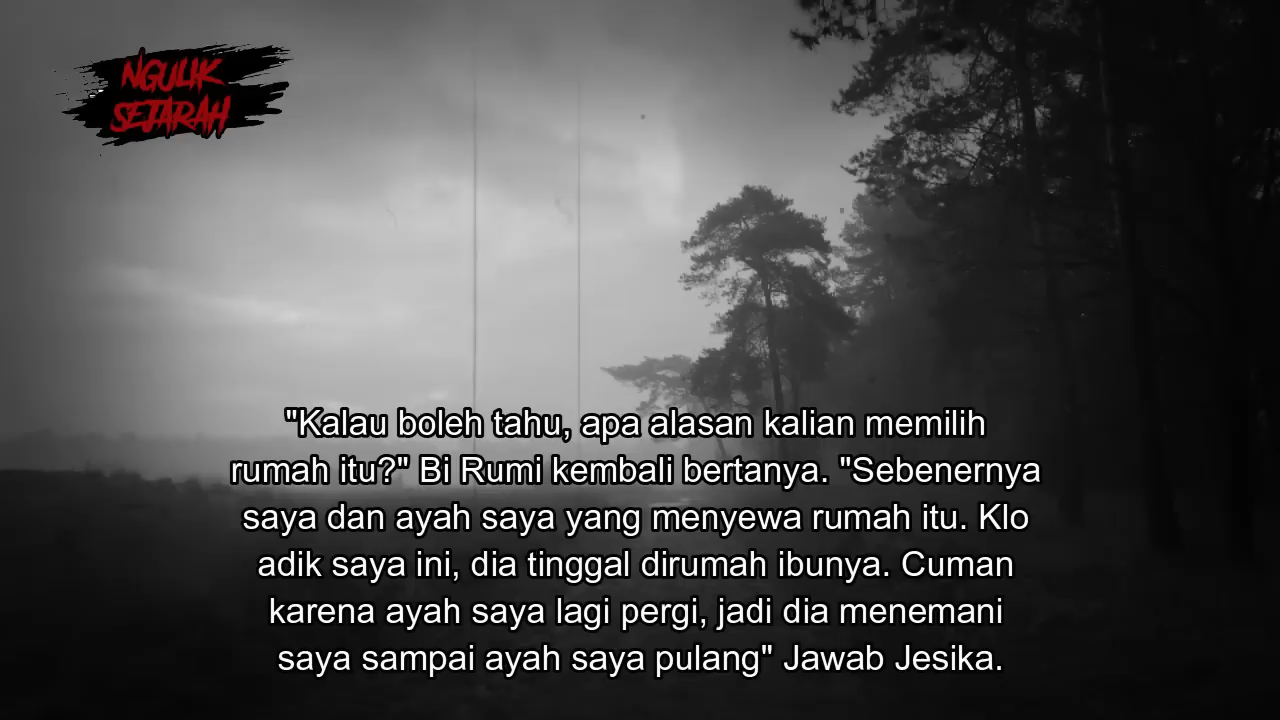 NGULIK
SEJARAH
"Kalau boleh tahu, apa alasan kalian memilih
rumah itu?" Bi Rumi kembali bertanya. "Sebenernya
saya dan ayah saya yang menyewa rumah itu. Klo
adik saya ini, dia tinggal dirumah ibunya. Cuman
karena ayah saya lagi pergi, jadi dia menemani
saya sampai ayah saya pulang" Jawab Jesika.